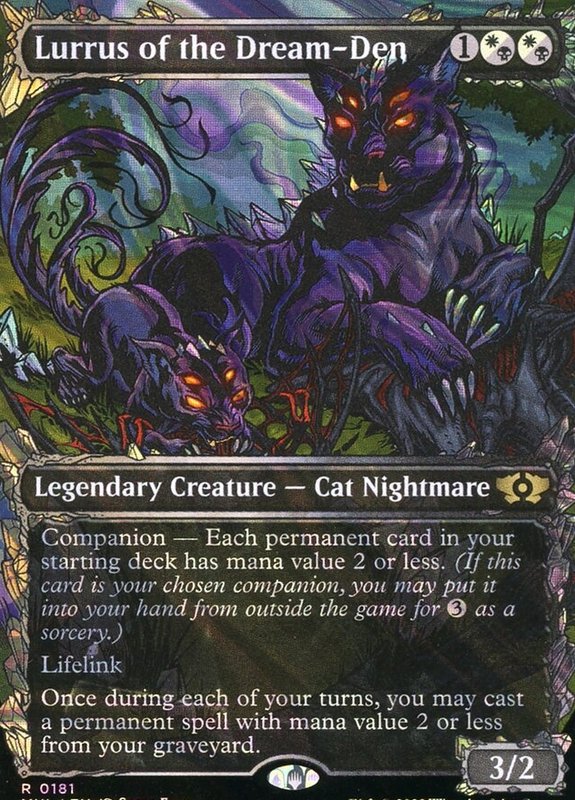 Lurrus of the Dream-Den 1
Legendary Creature — Cat Nightmare
Companion — Each permanent card in your
starting deck has mana value 2 or less. (If this
card is your chosen companion, you may put it
into your hand from outside the game for 3 as a
sorcery.)
Lifelink
Once during each of your turns, you may cast
a permanent spell with mana value 2 or less
from your graveyard.
3/2
R 0181